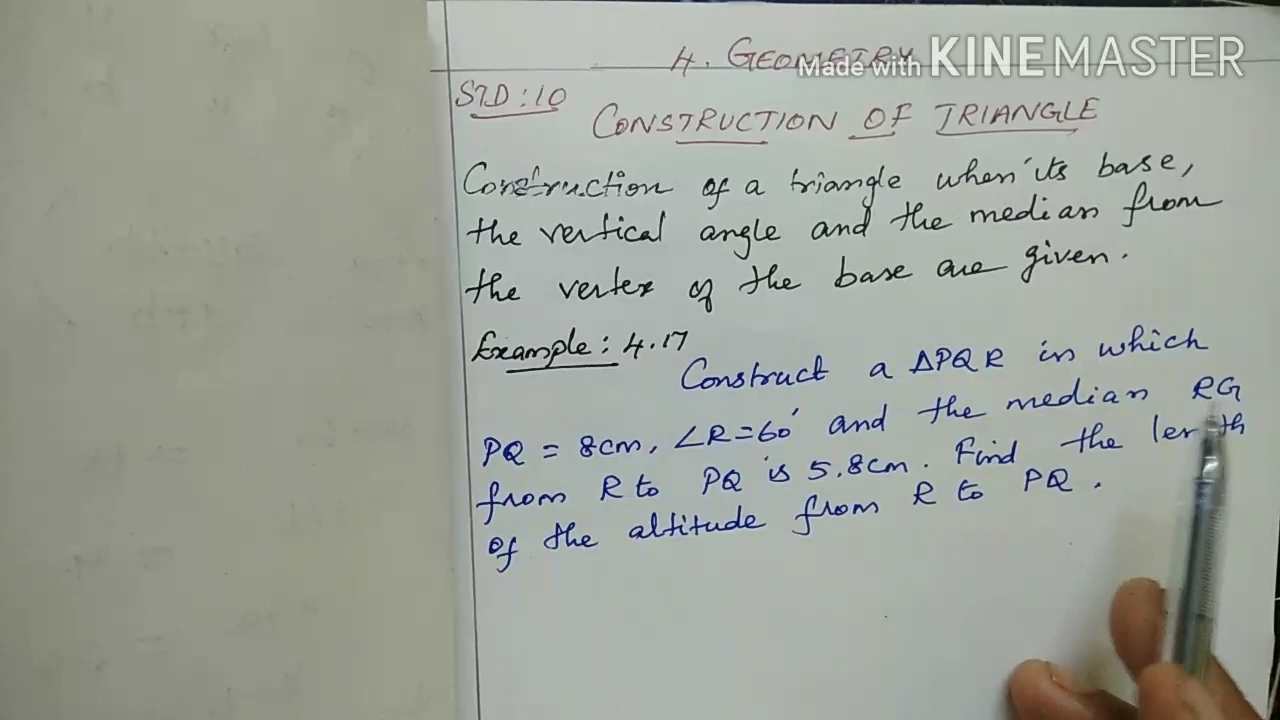 4. GEOMETRY
Made with KINEMASTER
STD:10
CONSTRUCTION OF TRIANGLE
Construction of a triangle when its base,
the vertical angle and the median from
the vertex of the base are given.
Example: 4.17
Construct a ΔPQR in which
PQ = 8cm, ∠R=60° and the median RG
from R to PQ is 5.8cm. Find the length
of the altitude from R to PQ.